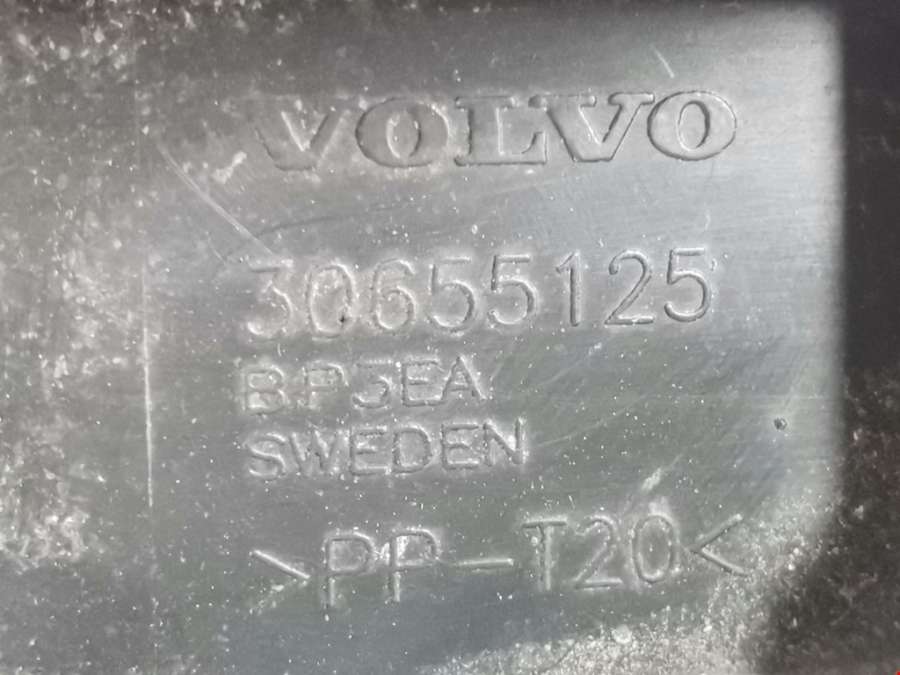 VOLVO
30655125
BP3EA
SWEDEN
>PP-T20<